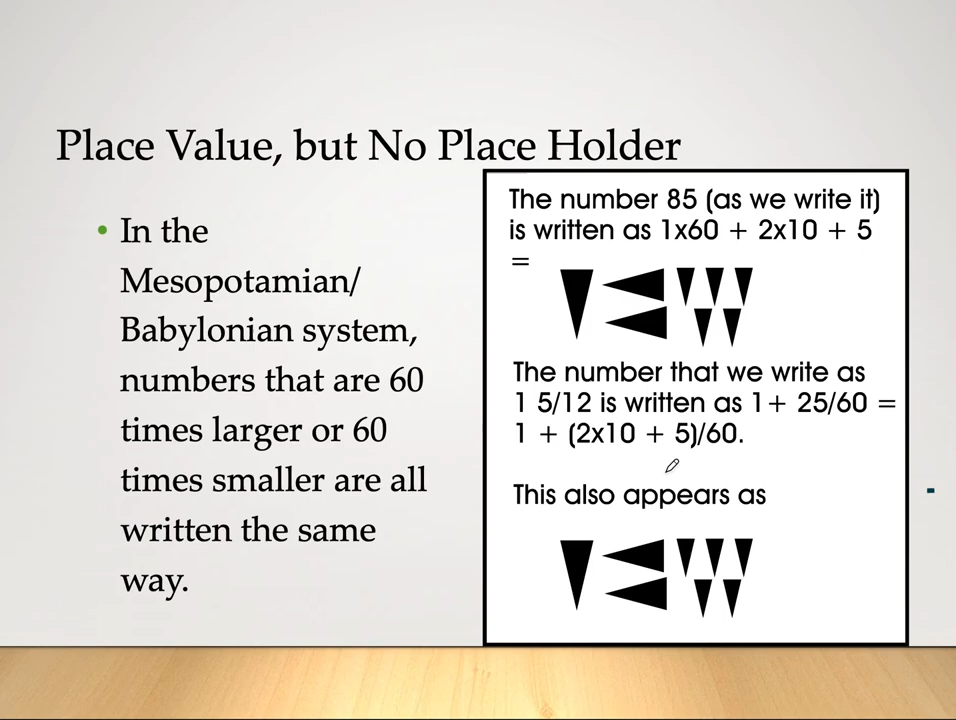 Place Value, but No Place Holder
• In the
Mesopotamian/
Babylonian system,
numbers that are 60
times larger or 60
times smaller are all
written the same
way.
The number 85 (as we write it)
is written as 1x60 + 2x10 + 5
=
The number that we write as
1 5/12 is written as 1+ 25/60 =
1 + (2x10 + 5)/60.
This also appears as